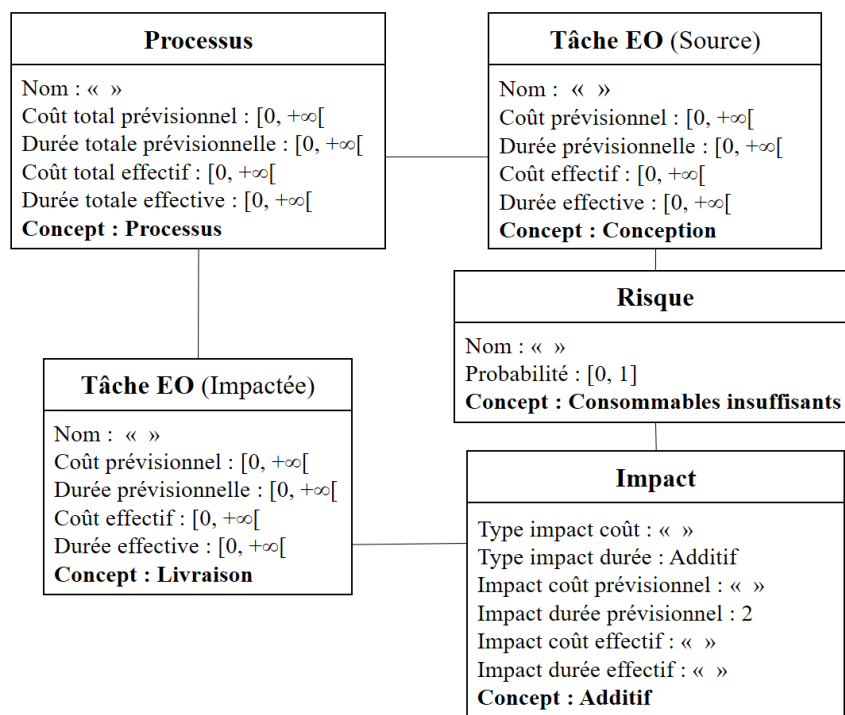 Processus
Nom : «  »
Coût total prévisionnel : [0, +∞[
Durée totale prévisionnelle : [0, +∞[
Coût total effectif : [0, +∞[
Durée totale effective : [0, +∞[
Concept : Processus
Tâche EO (Source)
Nom :  «  »
Coût prévisionnel : [0, +∞[
Durée prévisionnelle : [0, +∞[
Coût effectif : [0, +∞[
Durée effective : [0, +∞[
Concept : Conception
Risque
Nom : «  »
Probabilité : [0, 1]
Concept : Consommables insuffisants
Tâche EO (Impactée)
Nom :  «  »
Coût prévisionnel : [0, +∞[
Durée prévisionnelle : [0, +∞[
Coût effectif : [0, +∞[
Durée effective : [0, +∞[
Concept : Livraison
Impact
Type impact coût : «  »
Type impact durée : Additif
Impact coût prévisionnel : «  »
Impact durée prévisionnel : 2
Impact coût effectif : «  »
Impact durée effectif : «  »
Concept : Additif